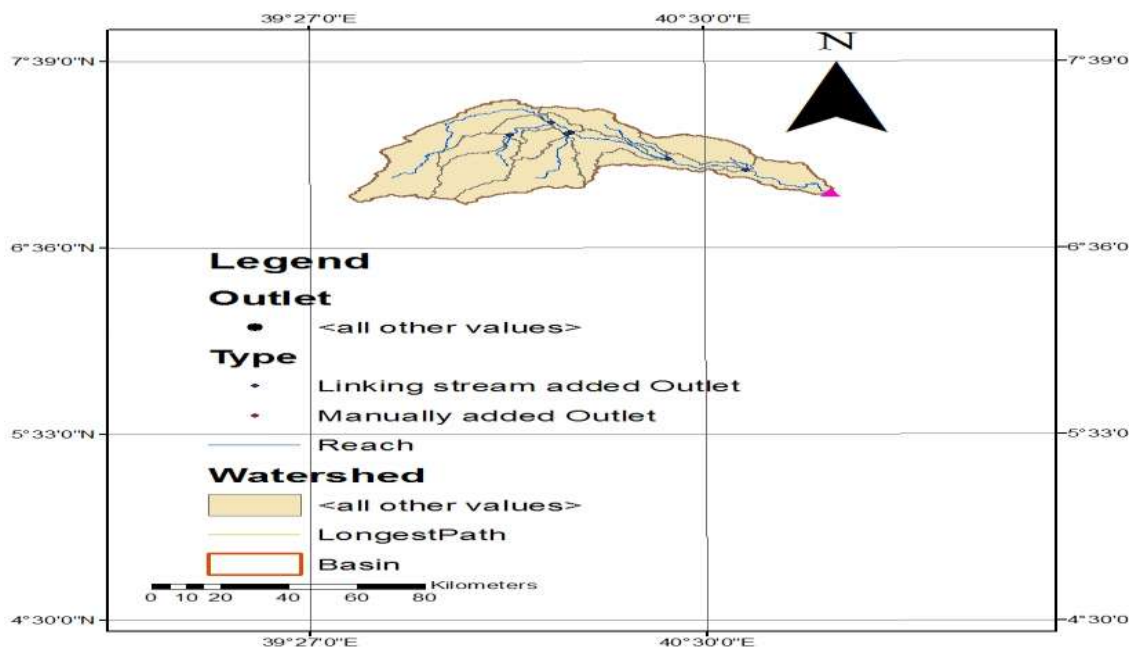 39°27'0"E 40°30'0"E
N
7°39'0"N 7°39'0
6°36'0"N 6°36'0
Legend
Outlet
<all other values>
Type
Linking stream added Outlet
Manually added Outlet
5°33'0"N 5°33'0
Reach
Watershed
<all other values>
LongestPath
Basin
Kilometers
0 10 20 40 60 80
4°30'0"N 4°30'0
39°27'0"E 40°30'0"E